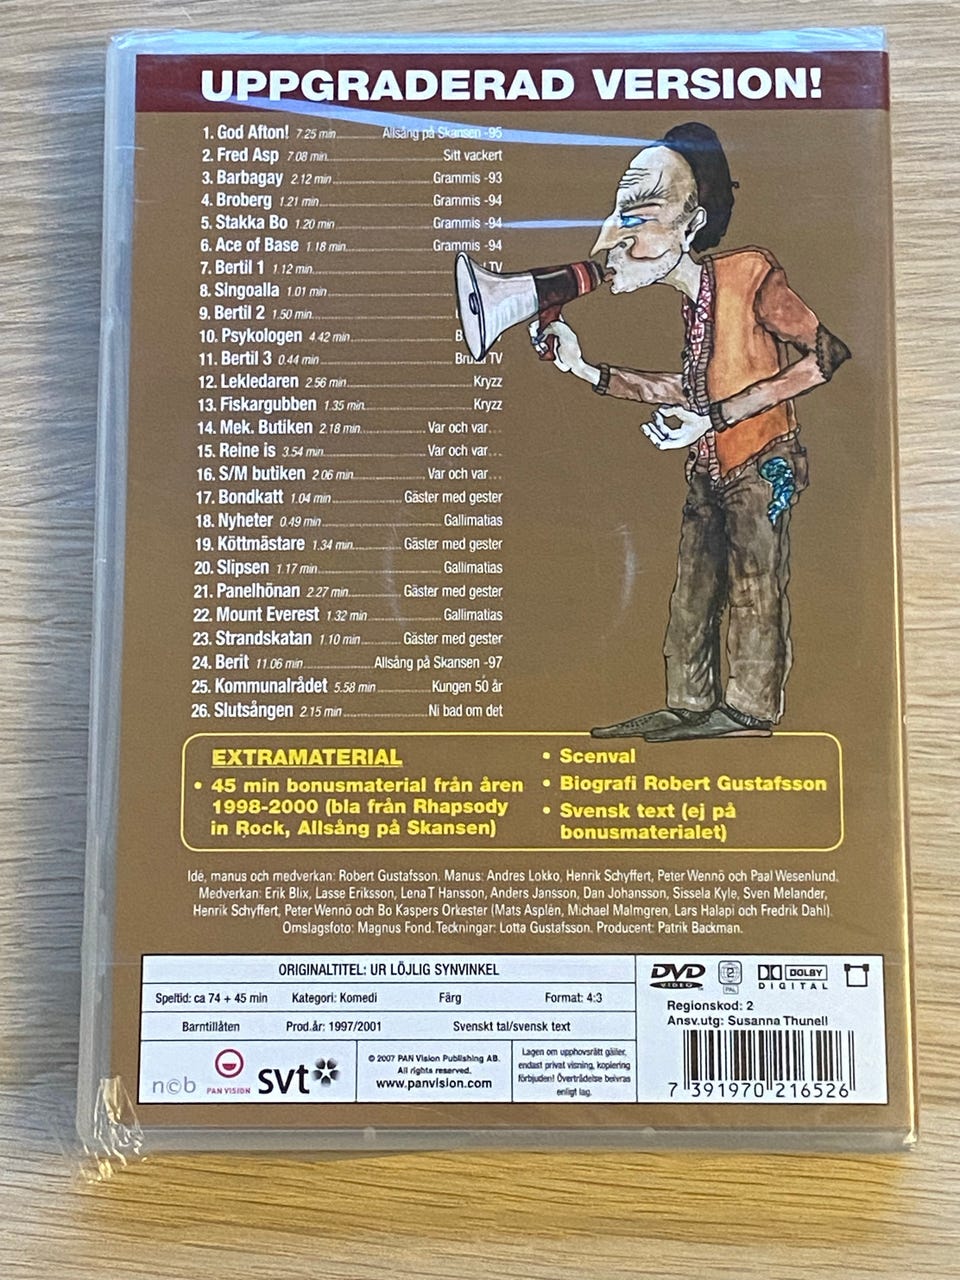 UPPGRADERAD VERSION!
1. God Afton! 7.25 min. Allsång på Skansen -95
2. Fred Asp 7.08 min. Sitt vackert
3. Barbagay 2.12 min. Grammis -93
4. Broberg 1.21 min. Grammis -94
5. Stakka Bo 1.20 min. Grammis -94
6. Ace of Base 1.18 min. Grammis -94
7. Bertil 1 1.12 min. TV
8. Singoalla 1.01 min
9. Bertil 2 1.50 min.
10. Psykologen 4.42 min. B
11. Bertil 3 0.44 min TV
12. Lekledaren 2.56 min. Kryzz
13. Fiskargubben 1.35 min. Kryzz
14. Mek. Butiken 2.18 min. Var och var...
15. Reine is 3.54 min. Var och var...
16. S/M butiken 2.06 min. Var och var...
17. Bondkatt 1.04 min Gäster med gester
18. Nyheter 0.49 min Gallimatias
19. Köttmästare 1.34 min. Gäster med gester
20. Slipsen 1.17 min. Gallimatias
21. Panelhönan 2.27 min. Gäster med gester
22. Mount Everest 1.32 min. Gallimatias
23. Strandskatan 1.10 min. Gäster med gester
24. Berit 11.06 min. Allsång på Skansen -97
25. Kommunalrådet 5.58 min. Kungen 50 år
26. Slutsången 2.15 min. Ni bad om det
EXTRAMATERIAL
• 45 min bonusmaterial från åren
1998-2000 (bla från Rhapsody
in Rock, Allsång på Skansen)
• Scenval
• Biografi Robert Gustafsson
• Svensk text (ej på
bonusmaterialet)
Idé, manus och medverkan: Robert Gustafsson. Manus: Andres Lokko, Henrik Schyffert, Peter Wennö och Paal Wesenlund.
Medverkan: Erik Blix, Lasse Eriksson, Lena T Hansson, Anders Jansson, Dan Johansson, Sissela Kyle, Sven Melander,
Henrik Schyffert, Peter Wennö och Bo Kaspers Orkester (Mats Asplén, Michael Malmgren, Lars Halapi och Fredrik Dahl).
Omslagsfoto: Magnus Fond. Teckningar: Lotta Gustafsson. Producent: Patrik Backman.
ORIGINALTITEL: UR LÖJLIG SYNVINKEL
Speltid: ca 74 + 45 min Kategori: Komedi Färg Format: 4:3
Barntillåten Prod.år: 1997/2001 Svenskt tal/svensk text
n©b PAN VISION svt
© 2007 PAN Vision Publishing AB.
All rights reserved.
www.panvision.com
Lagen om upphovsrätt gäller,
endast privat visning, kopiering
förbjuden! Överträdelse beivras
enligt lag.
DVD VIDEO 2 PAL DOLBY DIGITAL
Regionskod: 2
Ansv.utg: Susanna Thunell
7 391970 216526